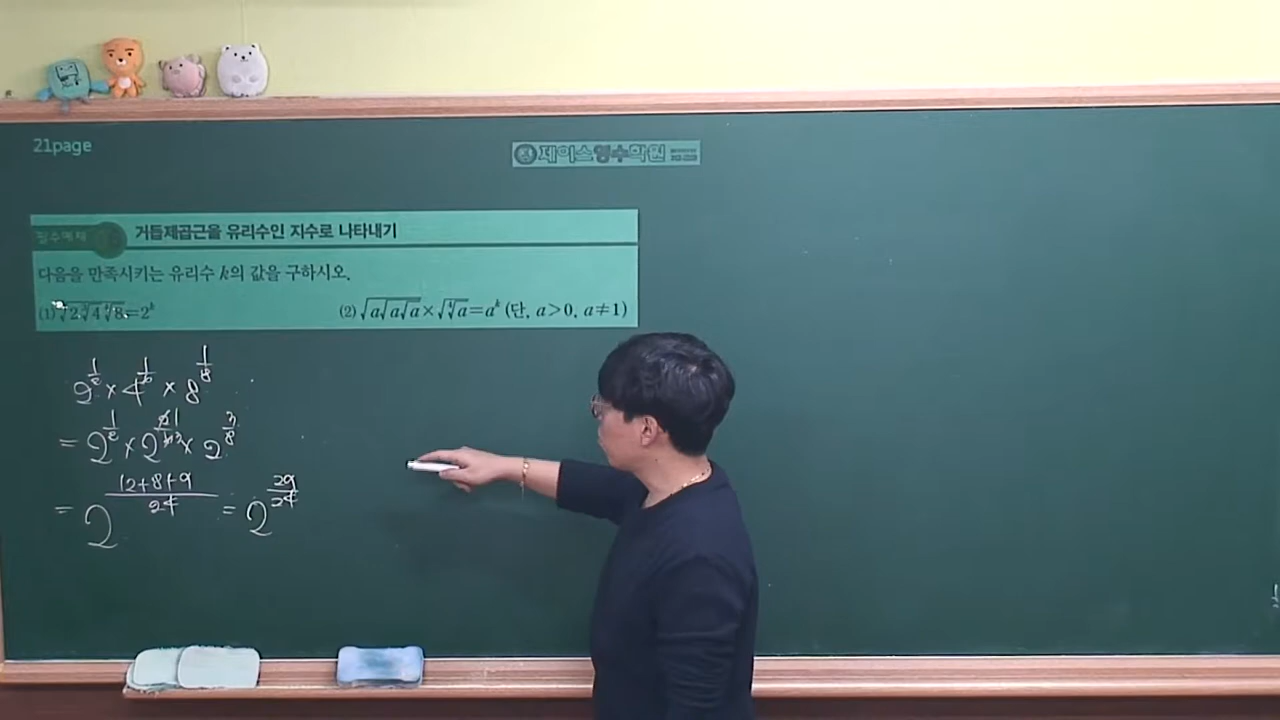 21page
제이스영수학원
필수예제
거듭제곱근을 유리수인 지수로 나타내기
다음을 만족시키는 유리수 k의 값을 구하시오.
(1) √2∛4∜8=2^k (2) √a√a√a×√∜a=a^k (단, a>0, a≠1)
2^(1/2) × 4^(1/6) × 8^(1/8)
= 2^(1/2) × 2^(1/3) × 2^(3/8)
= 2^((12+8+9)/24) = 2^(29/24)